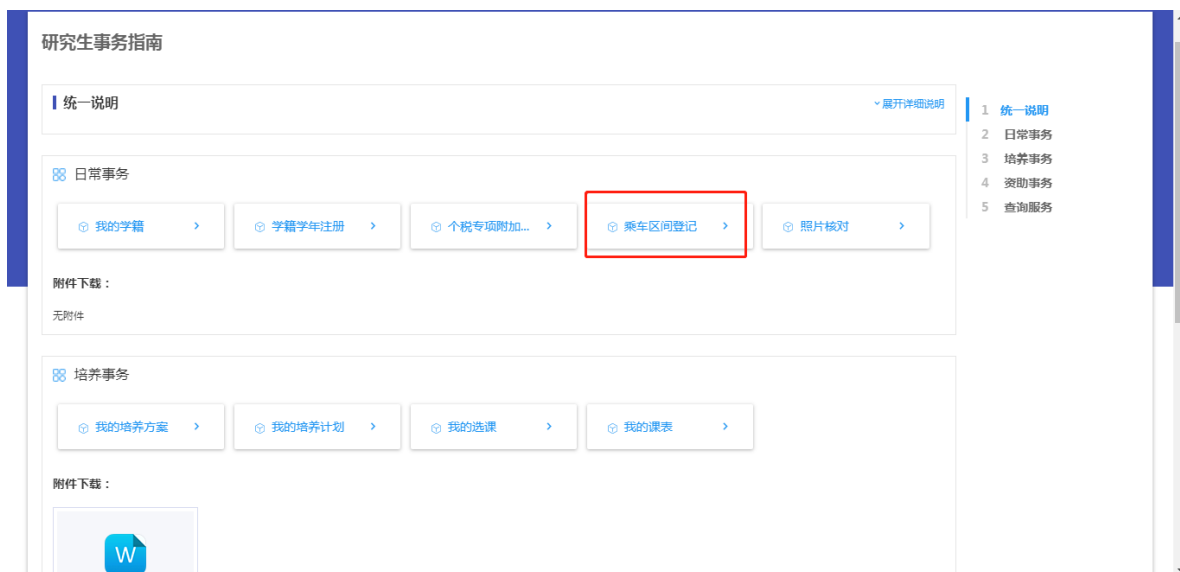 研究生事务指南
统一说明
展开详细说明
1 统一说明
2 日常事务
3 培养事务
4 资助事务
5 查询服务
日常事务
我的学籍
学籍学年注册
个税专项附加...
乘车区间登记
照片核对
附件下载：
无附件
培养事务
我的培养方案
我的培养计划
我的选课
我的课表
附件下载：
W